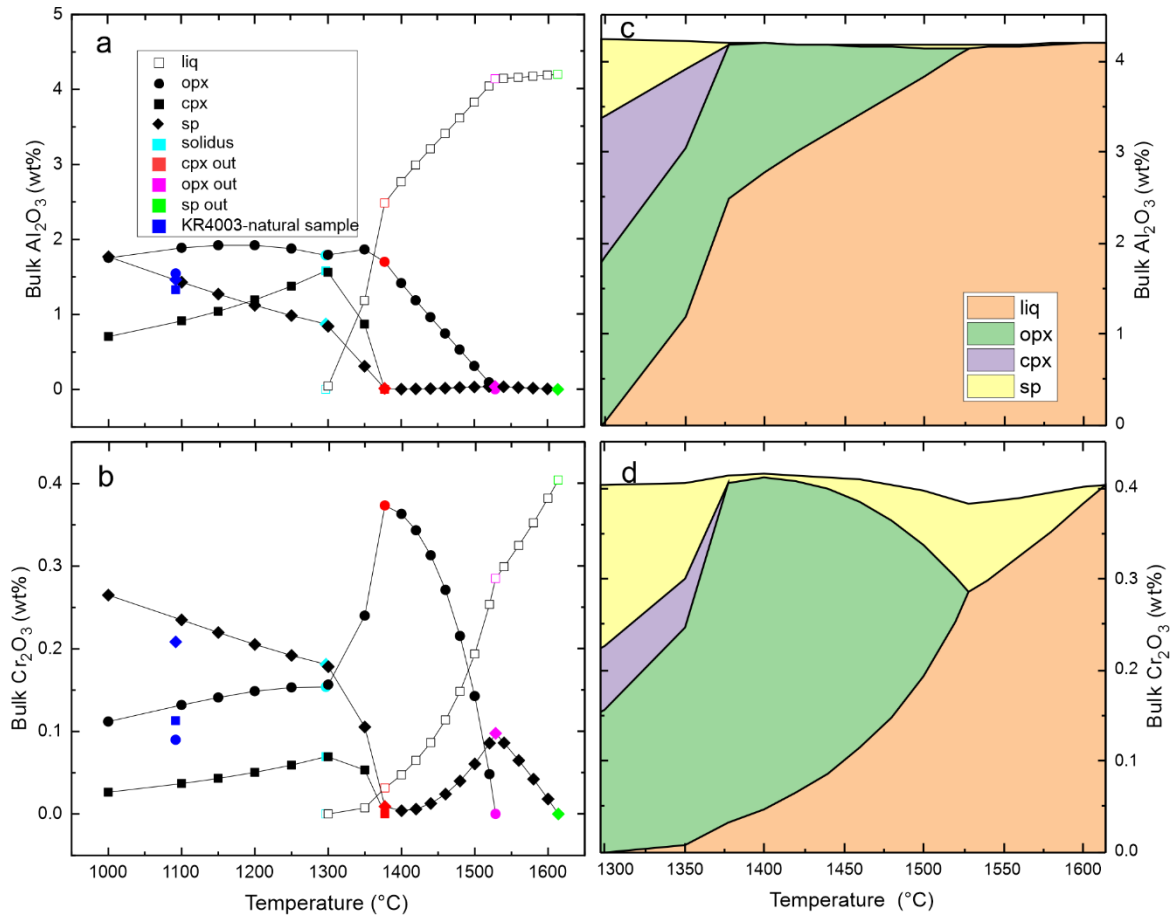 a
liq
opx
cpx
sp
solidus
cpx out
opx out
sp out
KR4003-natural sample
5
4
3
2
1
0
Bulk Al₂O₃ (wt%)
b
0.4
0.3
0.2
0.1
0.0
Bulk Cr₂O₃ (wt%)
1000 1100 1200 1300 1400 1500 1600
Temperature (°C)
c
liq
opx
cpx
sp
4
3
2
1
0
Bulk Al₂O₃ (wt%)
d
0.4
0.3
0.2
0.1
0.0
Bulk Cr₂O₃ (wt%)
1300 1350 1400 1450 1500 1550 1600
Temperature (°C)